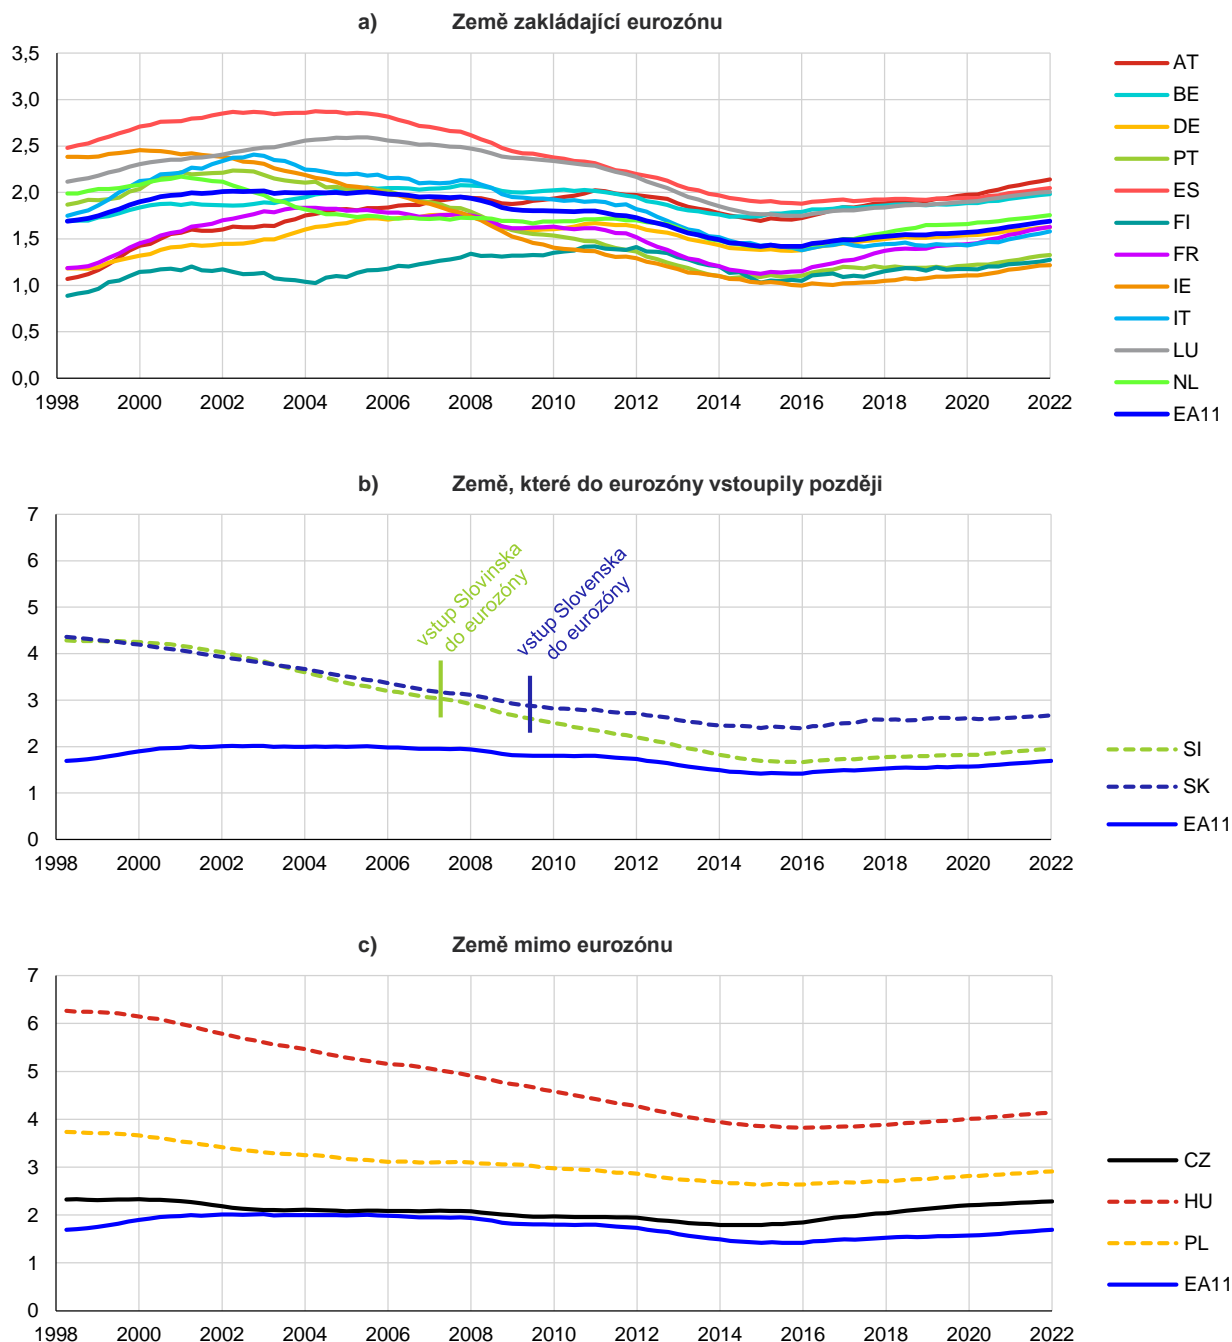 a) Země zakládající eurozónu
3,5
3,0
2,5
2,0
1,5
1,0
0,5
0,0
1998 2000 2002 2004 2006 2008 2010 2012 2014 2016 2018 2020 2022
AT
BE
DE
PT
ES
FI
FR
IE
IT
LU
NL
EA11
b) Země, které do eurozóny vstoupily později
7
6
5
4
3
2
1
0
1998 2000 2002 2004 2006 2008 2010 2012 2014 2016 2018 2020 2022
vstup Slovinska
do eurozóny
vstup Slovenska
do eurozóny
SI
SK
EA11
c) Země mimo eurozónu
7
6
5
4
3
2
1
0
1998 2000 2002 2004 2006 2008 2010 2012 2014 2016 2018 2020 2022
CZ
HU
PL
EA11